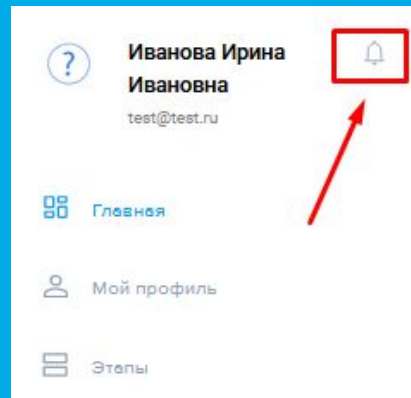 Иванова Ирина
Ивановна
test@test.ru
Главная
Мой профиль
Этапы